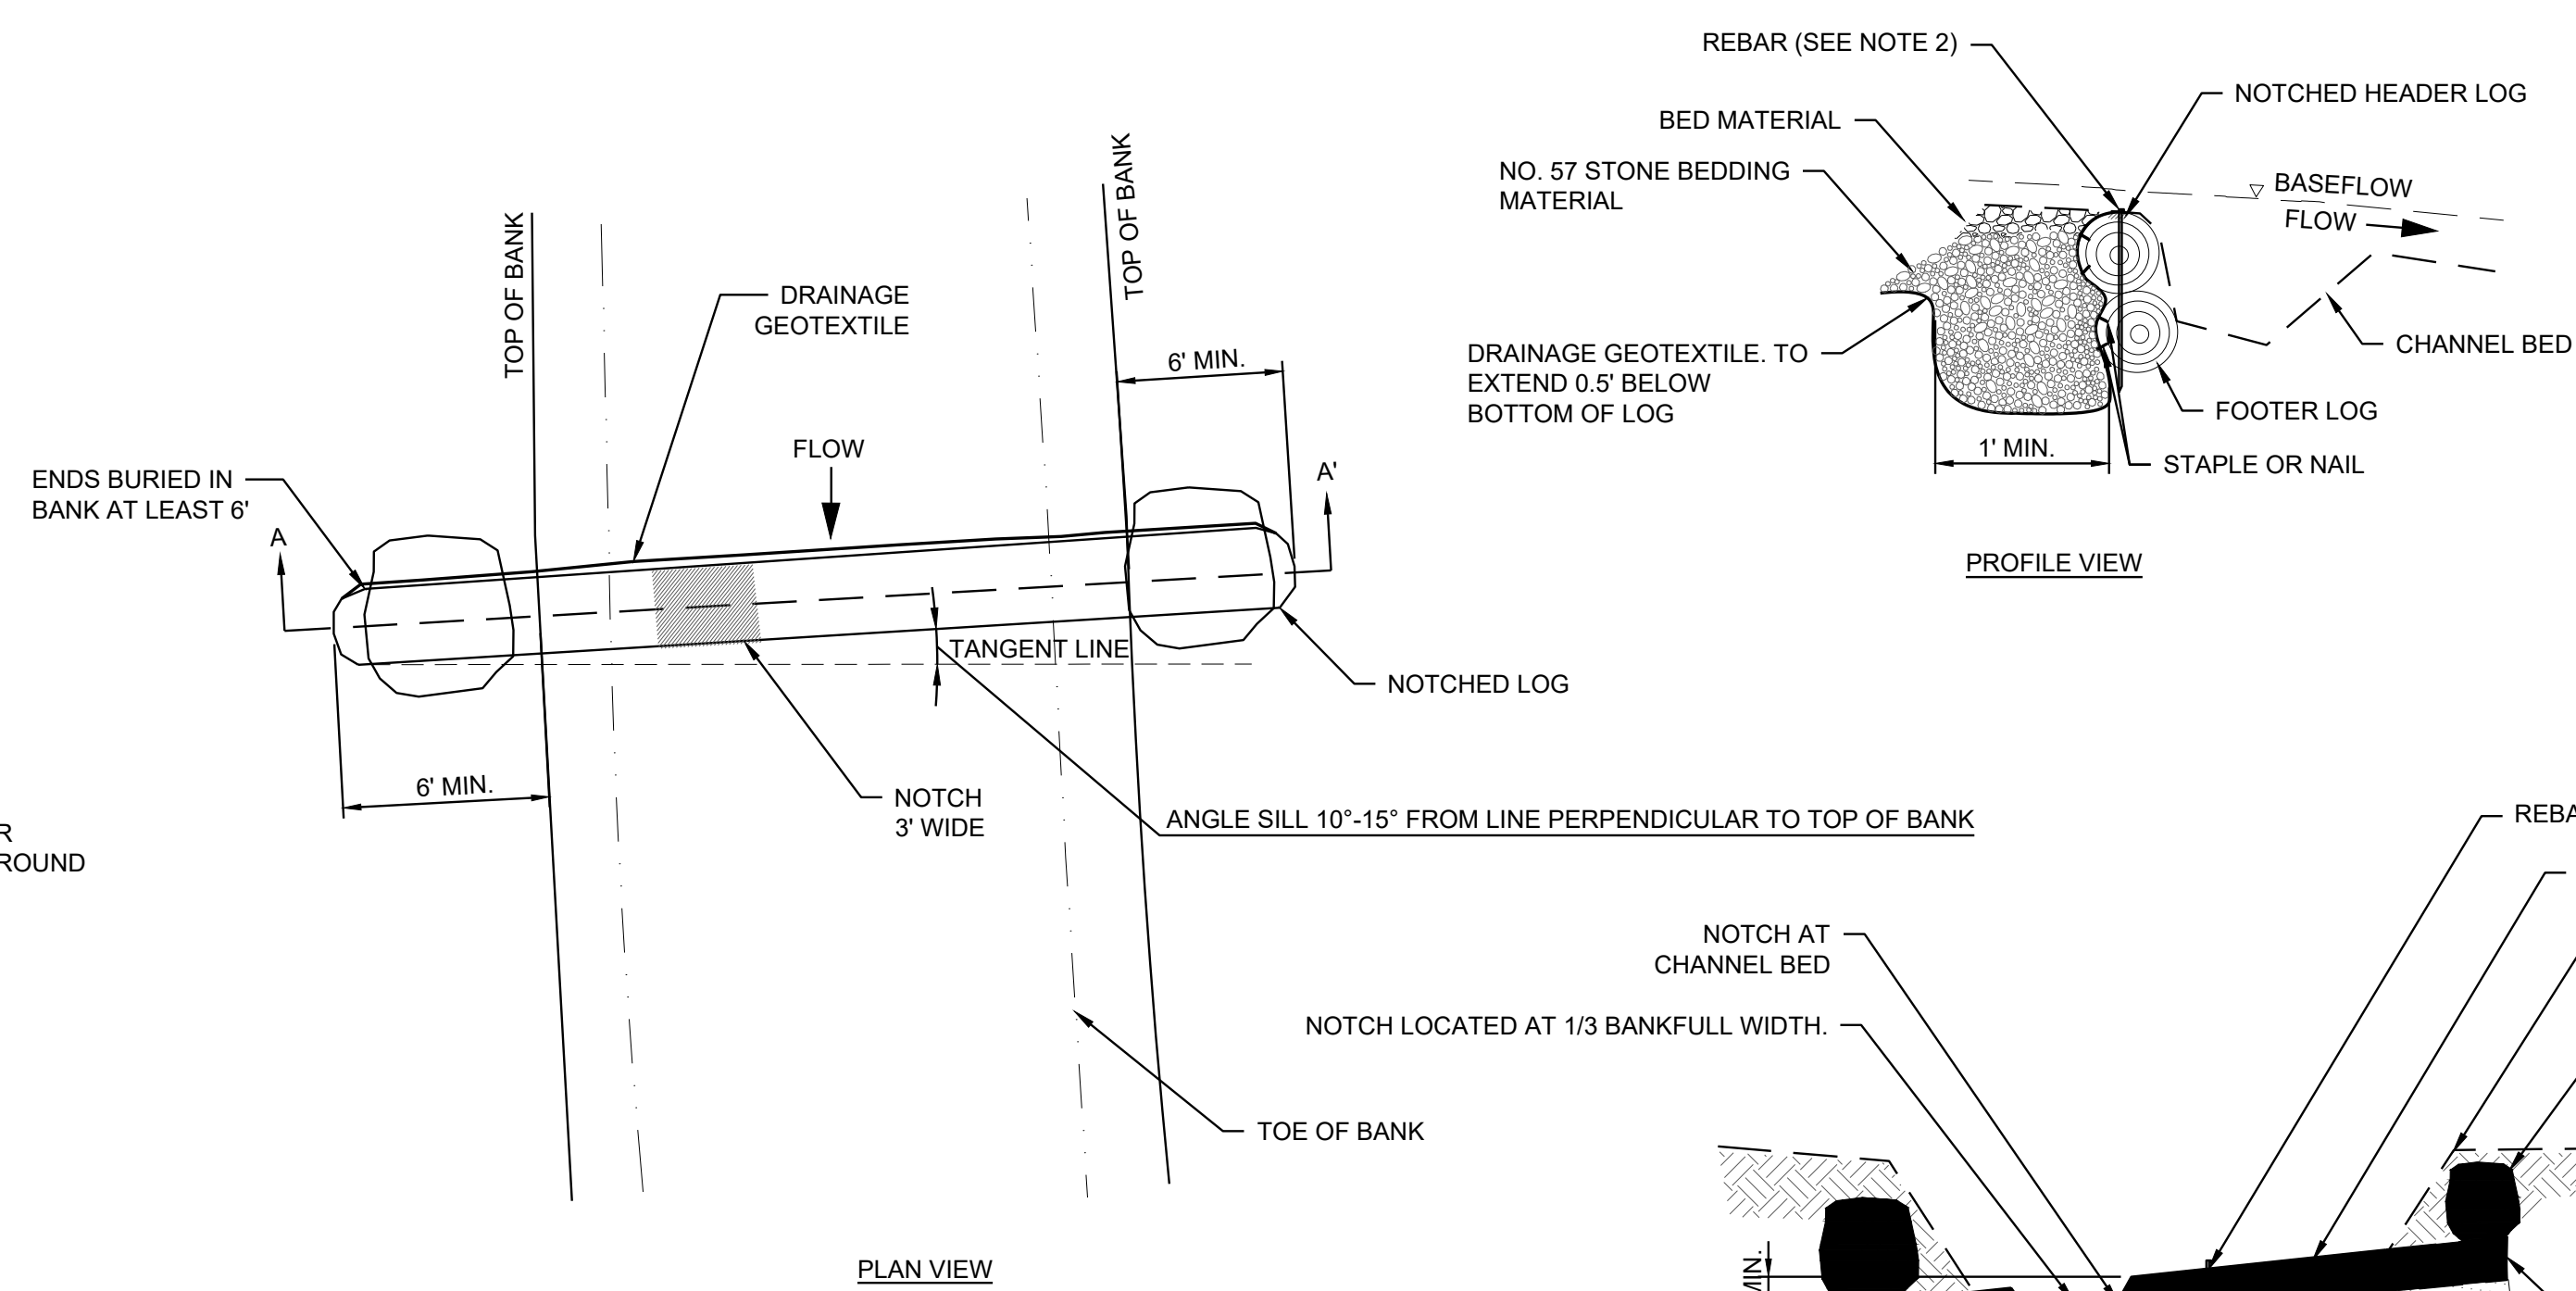 REBAR (SEE NOTE 2)
NOTCHED HEADER LOG
BED MATERIAL
NO. 57 STONE BEDDING
MATERIAL
BASEFLOW
FLOW
CHANNEL BED
DRAINAGE GEOTEXTILE. TO
EXTEND 0.5' BELOW
BOTTOM OF LOG
FOOTER LOG
1' MIN.
STAPLE OR NAIL
PROFILE VIEW
TOP OF BANK
TOP OF BANK
DRAINAGE
GEOTEXTILE
6' MIN.
FLOW
ENDS BURIED IN
BANK AT LEAST 6'
A
A'
TANGENT LINE
NOTCHED LOG
6' MIN.
NOTCH
3' WIDE
ANGLE SILL 10°-15° FROM LINE PERPENDICULAR TO TOP OF BANK
R
ROUND
TOE OF BANK
PLAN VIEW
REBA
NOTCH AT
CHANNEL BED
NOTCH LOCATED AT 1/3 BANKFULL WIDTH.
MIN.